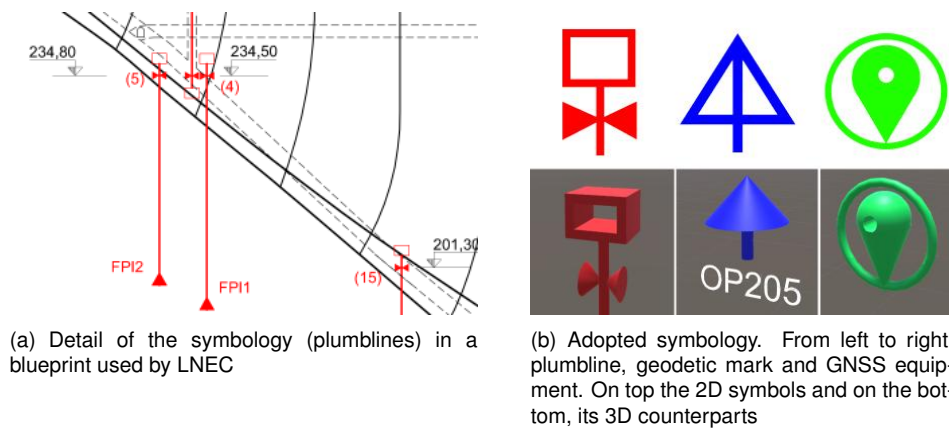 234,80
234,50
(5)
(4)
201,30
(15)
FPI2
FPI1
OP205
(a) Detail of the symbology (plumblines) in a
blueprint used by LNEC
(b) Adopted symbology. From left to right
plumbline, geodetic mark and GNSS equip-
ment. On top the 2D symbols and on the bot-
tom, its 3D counterparts